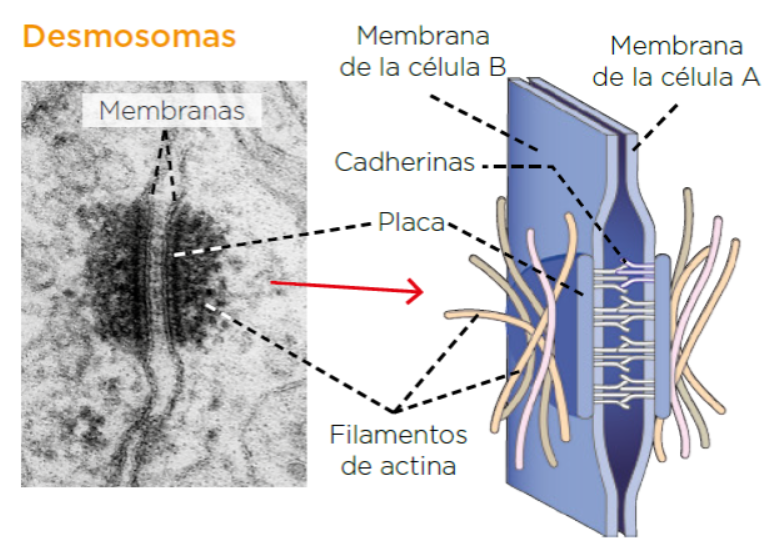 Desmosomas
Membrana
de la célula B
Membrana
de la célula A
Membranas
Cadherinas
Placa
Filamentos
de actina